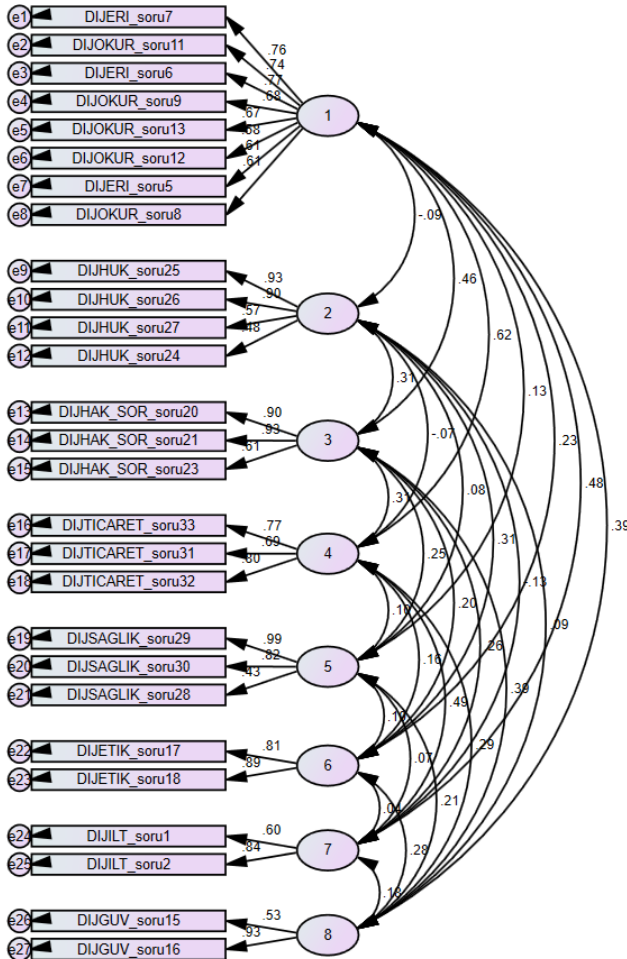 e1 DIJERI_soru7
.76
e2 DIJOKUR_soru11
.74
e3 DIJERI_soru6
.77
e4 DIJOKUR_soru9
.68
1
e5 DIJOKUR_soru13
.67
.68
e6 DIJOKUR_soru12
.61
e7 DIJERI_soru5
.61
e8 DIJOKUR_soru8
-.09
e9 DIJHUK_soru25
.93
.46
e10 DIJHUK_soru26
.90
2
e11 DIJHUK_soru27
.57
.48
.62
e12 DIJHUK_soru24
.31
.13
e13 DIJHAK_SOR_soru20
.90
-.07
.23
e14 DIJHAK_SOR_soru21
.93
3
e15 DIJHAK_SOR_soru23
.61
.08
.48
.31
.31
-.13
.39
e16 DIJTICARET_soru33
.77
e17 DIJTICARET_soru31
.69
4
.25
e18 DIJTICARET_soru32
.80
.20
.09
e19 DIJSAGLIK_soru29
.99
.26
e20 DIJSAGLIK_soru30
.82
5
.16
.39
e21 DIJSAGLIK_soru28
.43
.49
e22 DIJETIK_soru17
.81
.29
6
.07
e23 DIJETIK_soru18
.89
.21
.04
e24 DIJILT_soru1
.60
7
.28
e25 DIJILT_soru2
.84
.18
e26 DIJGUV_soru15
.53
8
e27 DIJGUV_soru16
.93